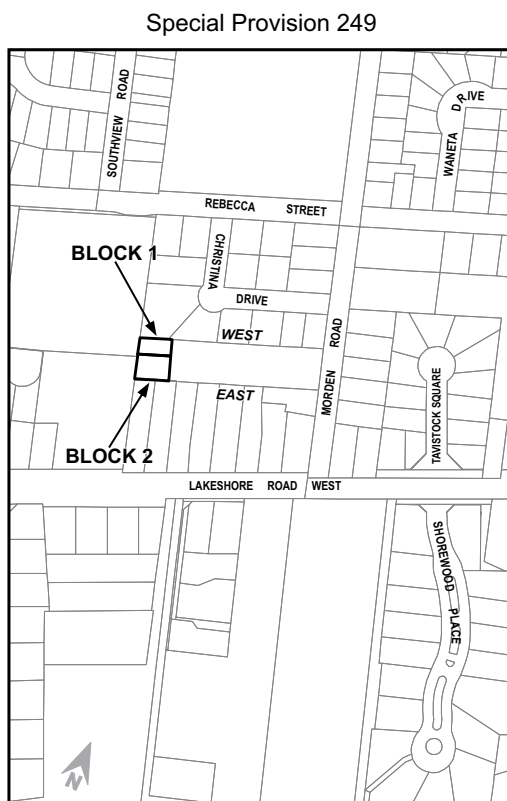 Special Provision 249
SOUTHVIEW ROAD
WANETA
DRIVE
REBECCA STREET
BLOCK 1
CHRISTINA
DRIVE
WEST
MORDEN ROAD
EAST
TAVISTOCK SQUARE
BLOCK 2
LAKESHORE ROAD WEST
SHOREWOOD PLACE
N